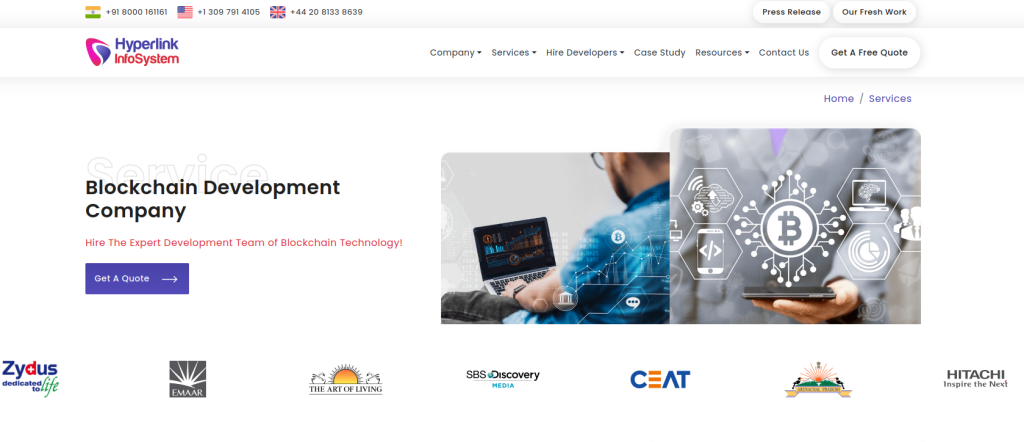 +91 8000 161161
+1 309 791 4105
+44 20 8133 8639
Press Release
Our Fresh Work
Hyperlink
InfoSystem
Company
Services
Hire Developers
Case Study
Resources
Contact Us
Get A Free Quote
Home / Services
Service
Blockchain Development
Company
Hire The Expert Development Team of Blockchain Technology!
Get A Quote
Zydus
dedicated
to life
EMAAR
THE ART OF LIVING
SBS Discovery
MEDIA
CEAT
ARUNACHAL PRADESH
HITACHI
Inspire the Next